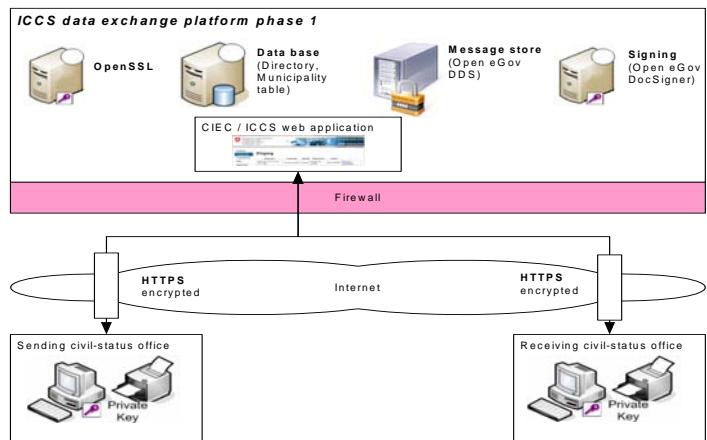 ICCS data exchange platform phase 1
OpenSSL
Data base
(Directory,
Municipality
table)
Message store
(Open eGov
DDS)
Signing
(Open eGov
DocSigner)
CIEC / ICCS web application
Firewall
HTTPS
encrypted
Internet
HTTPS
encrypted
Sending civil-status office
Private
Key
Receiving civil-status office
Private
Key